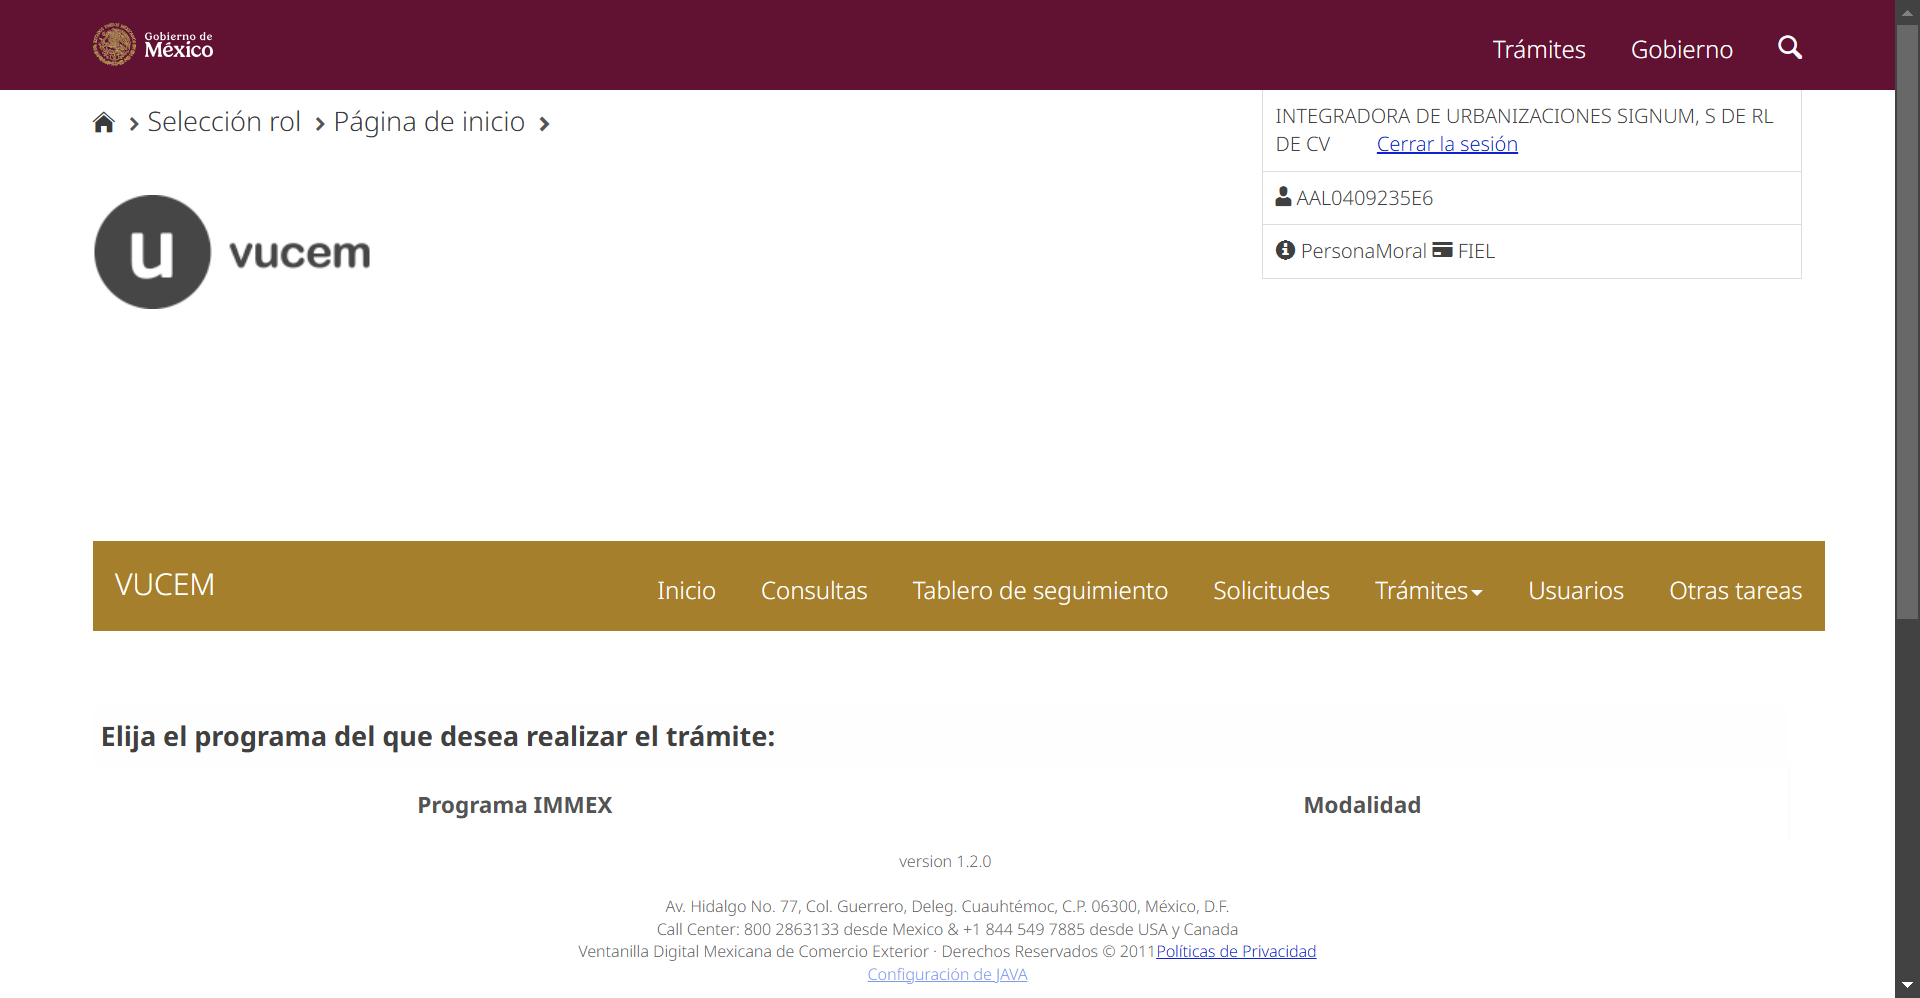 Gobierno de
México
Trámites
Gobierno
Selección rol
Página de inicio
INTEGRADORA DE URBANIZACIONES SIGNUM, S DE RL
DE CV Cerrar la sesión
AAL0409235E6
PersonaMoral FIEL
u vucem
VUCEM
Inicio
Consultas
Tablero de seguimiento
Solicitudes
Trámites
Usuarios
Otras tareas
Elija el programa del que desea realizar el trámite:
Programa IMMEX
Modalidad
version 1.2.0
Av. Hidalgo No. 77, Col. Guerrero, Deleg. Cuauhtémoc, C.P. 06300, México, D.F.
Call Center: 800 2863133 desde Mexico & +1 844 549 7885 desde USA y Canada
Ventanilla Digital Mexicana de Comercio Exterior · Derechos Reservados © 2011Políticas de Privacidad
Configuración de JAVA